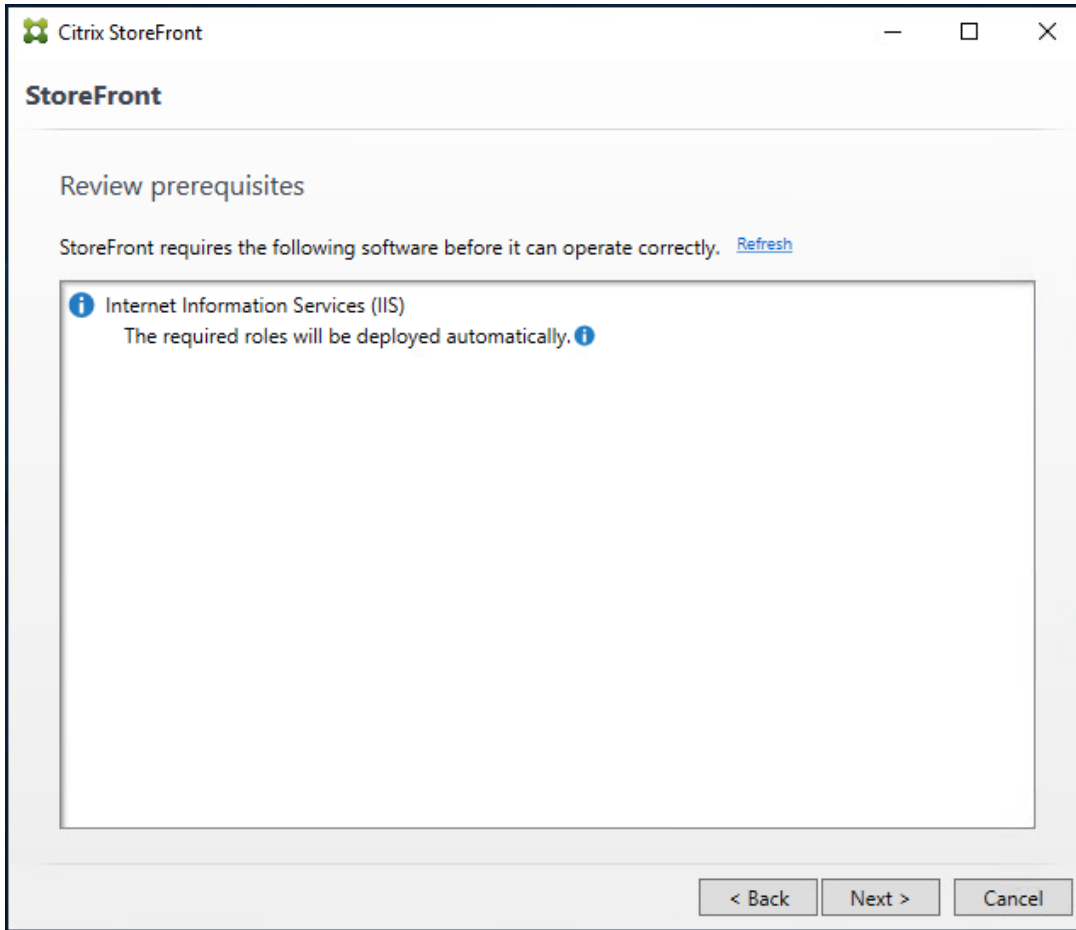 Citrix StoreFront
StoreFront
Review prerequisites
StoreFront requires the following software before it can operate correctly. Refresh
Internet Information Services (IIS)
The required roles will be deployed automatically.
< Back Next > Cancel